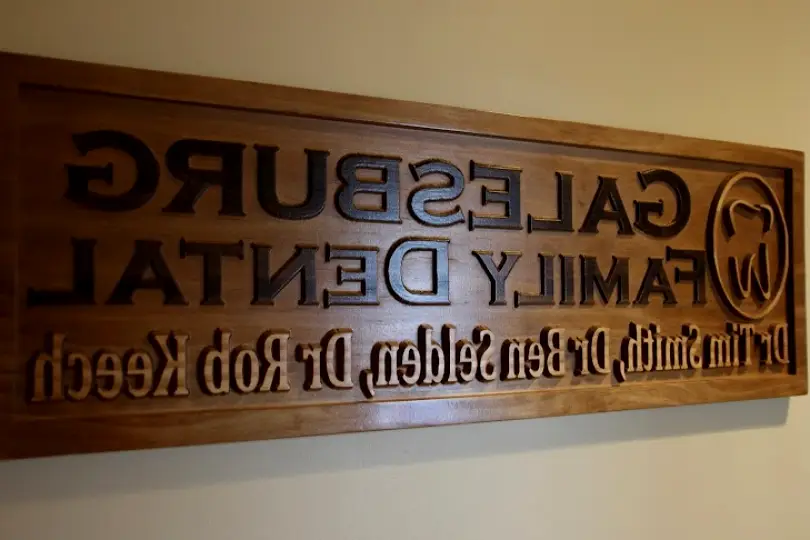 GALESBURG
FAMILY DENTAL
Dr Tim Smith, Dr Ben Selden, Dr Rob Keech